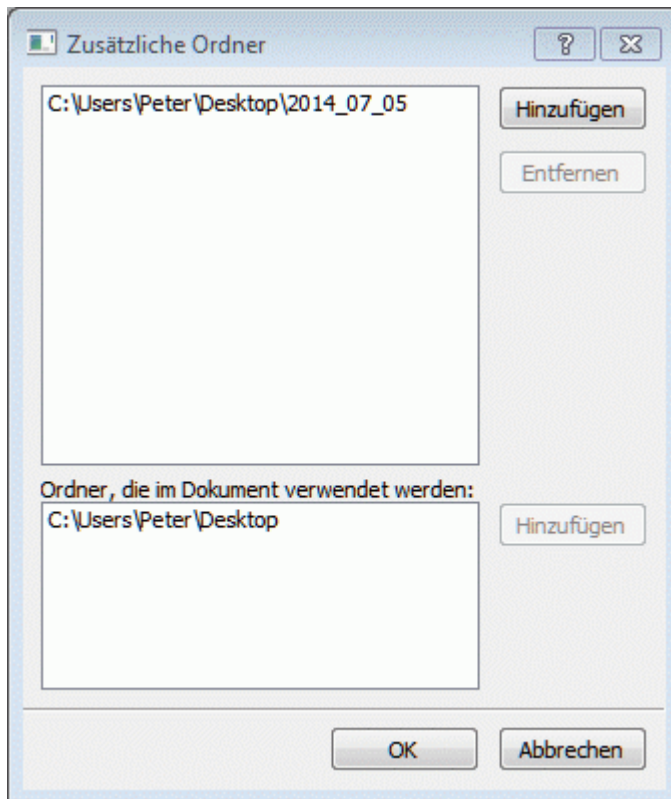 Zusätzliche Ordner
C:\Users\Peter\Desktop\2014_07_05
Hinzufügen
Entfernen
Ordner, die im Dokument verwendet werden:
C:\Users\Peter\Desktop
Hinzufügen
OK
Abbrechen